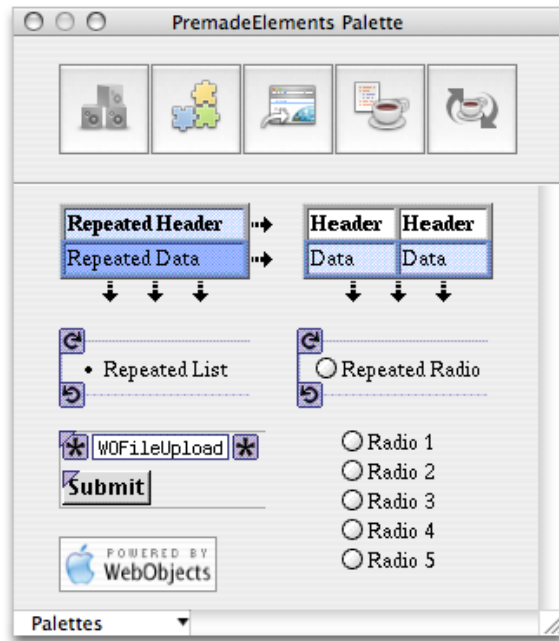 PremadeElements Palette
Repeated Header
Repeated Data
Header Header
Data Data
• Repeated List
Repeated Radio
WOFileUpload
Submit
Radio 1
Radio 2
Radio 3
Radio 4
Radio 5
POWERED BY
WebObjects
Palettes